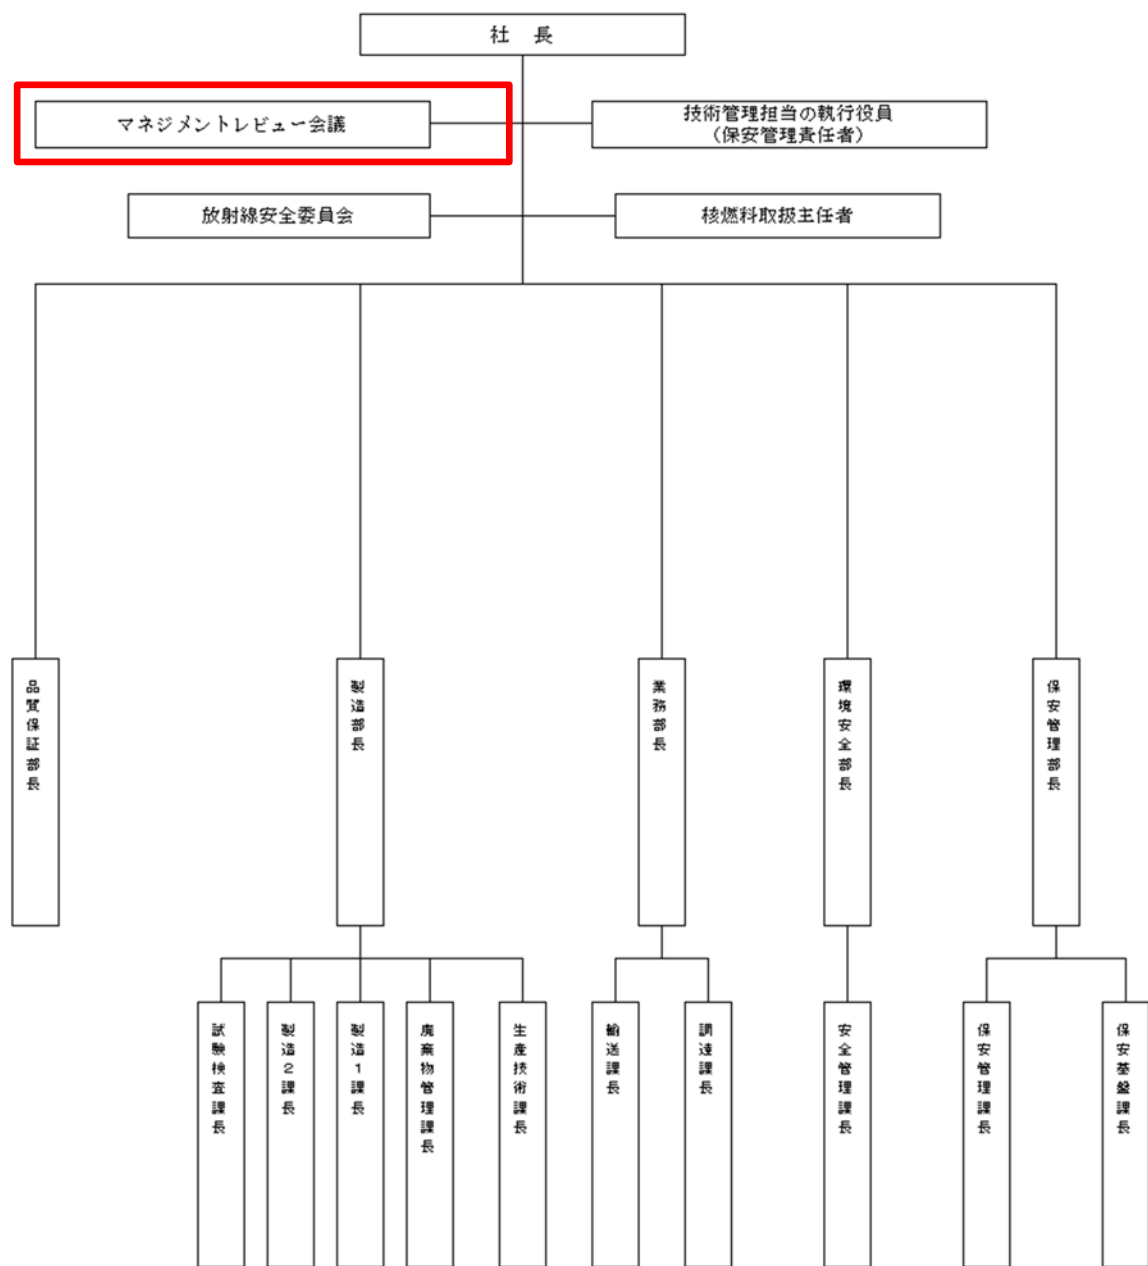 社 長
マネジメントレビュー会議
技術管理担当の執行役員
(保安管理責任者)
放射線安全委員会
核燃料取扱主任者
品質保証部長
製造部長
業務部長
環境安全部長
保安管理部長
試験検査課長
製造2課長
製造1課長
廃棄物管理課長
生産技術課長
輸送課長
調達課長
安全管理課長
保安管理課長
保安基盤課長